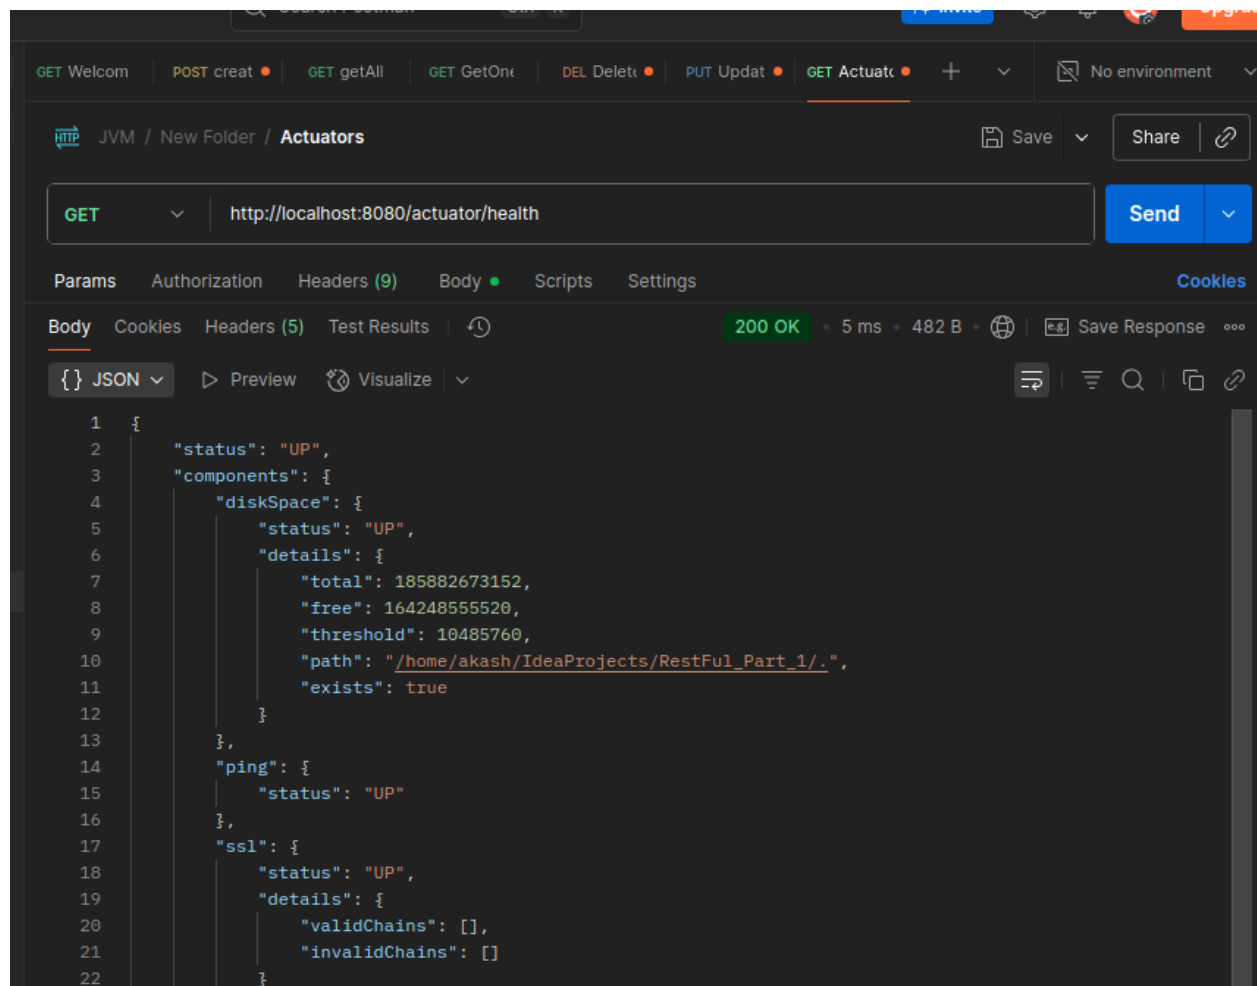 GET Welcom POST creat GET getAll GET GetOne DEL Delete PUT Updat GET Actuato No environment
HTTP JVM / New Folder / Actuators Save Share
GET http://localhost:8080/actuator/health Send
Params Authorization Headers (9) Body Scripts Settings Cookies
Body Cookies Headers (5) Test Results 200 OK 5 ms 482 B e.g. Save Response
{} JSON Preview Visualize
1 {
2 "status": "UP",
3 "components": {
4 "diskSpace": {
5 "status": "UP",
6 "details": {
7 "total": 185882673152,
8 "free": 164248555520,
9 "threshold": 10485760,
10 "path": "/home/akash/IdeaProjects/RestFul_Part_1/.",
11 "exists": true
12 }
13 },
14 "ping": {
15 "status": "UP"
16 },
17 "ssl": {
18 "status": "UP",
19 "details": {
20 "validChains": [],
21 "invalidChains": []
22 }